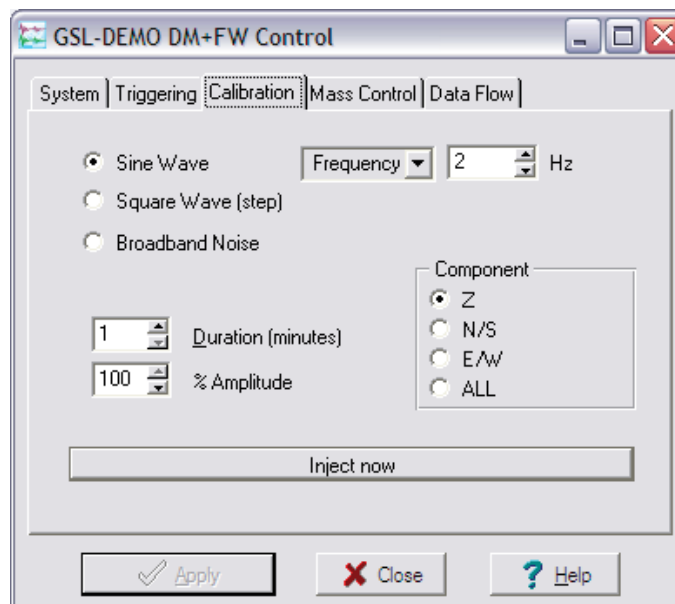 GSL-DEMO DM+FW Control
System Triggering Calibration Mass Control Data Flow
Sine Wave Frequency 2 Hz
Square Wave (step)
Broadband Noise
Component
Z
N/S
E/W
ALL
1 Duration (minutes)
100 % Amplitude
Inject now
Apply Close Help